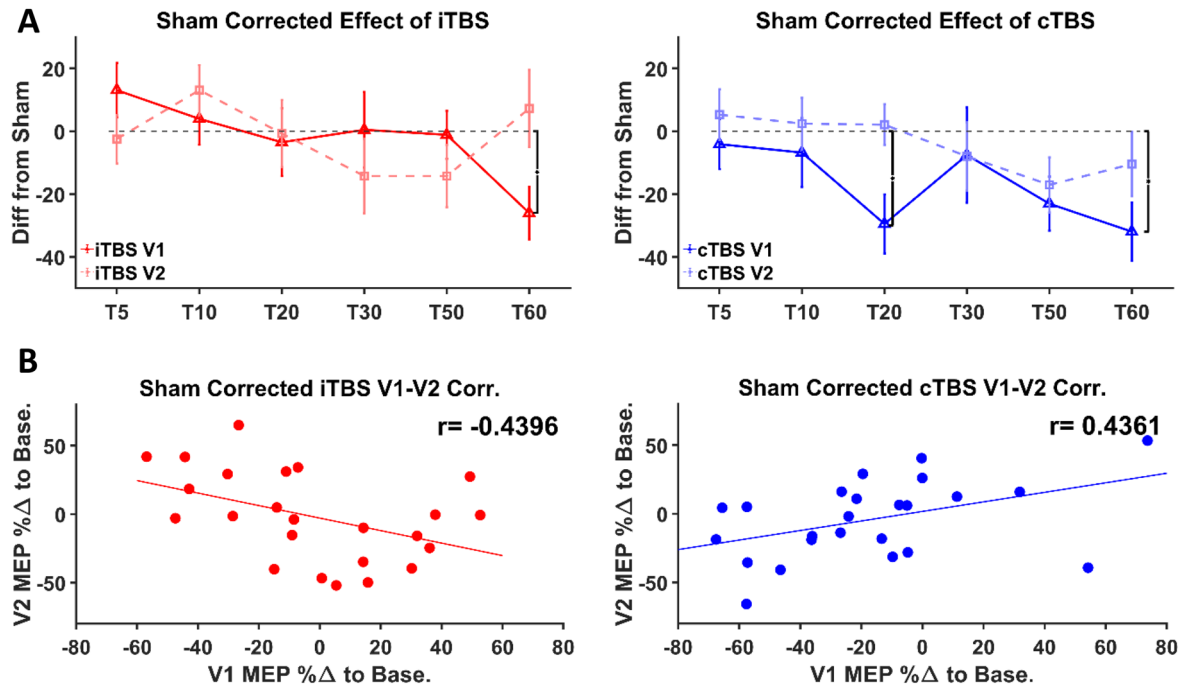 A
Sham Corrected Effect of iTBS
Diff from Sham
20
0
-20
-40
iTBS V1
iTBS V2
T5 T10 T20 T30 T50 T60
Sham Corrected Effect of cTBS
Diff from Sham
20
0
-20
-40
cTBS V1
cTBS V2
T5 T10 T20 T30 T50 T60
B
Sham Corrected iTBS V1-V2 Corr.
r= -0.4396
V2 MEP %Δ to Base.
50
0
-50
-80 -60 -40 -20 0 20 40 60 80
V1 MEP %Δ to Base.
Sham Corrected cTBS V1-V2 Corr.
r= 0.4361
V2 MEP %Δ to Base.
50
0
-50
-80 -60 -40 -20 0 20 40 60 80
V1 MEP %Δ to Base.